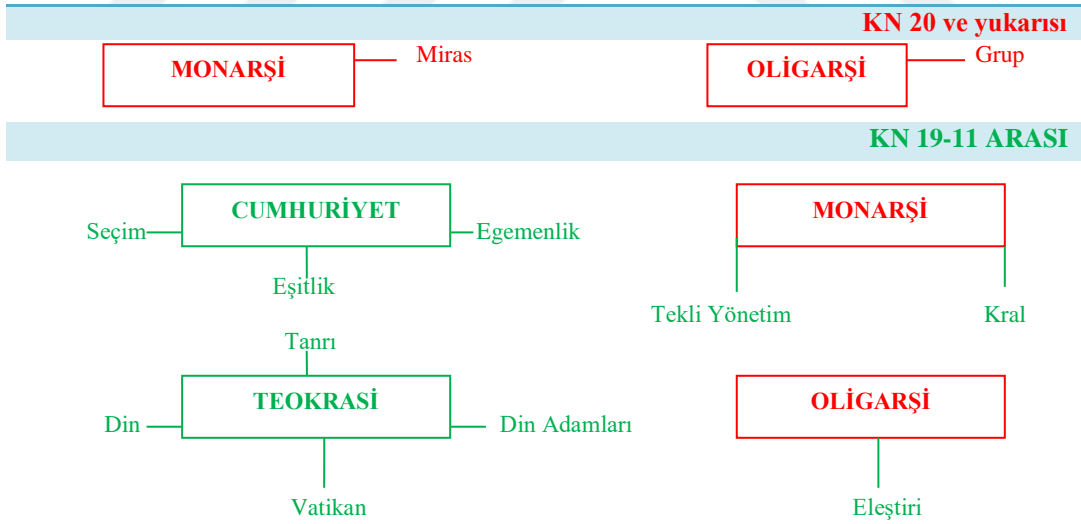 KN 20 ve yukarısı
MONARŞİ
Miras
OLİGARŞİ
Grup
KN 19-11 ARASI
CUMHURİYET
Seçim
Egemenlik
Eşitlik
MONARŞİ
Tekli Yönetim
Kral
Tanrı
TEOKRASİ
Din
Din Adamları
Vatikan
OLİGARŞİ
Eleştiri